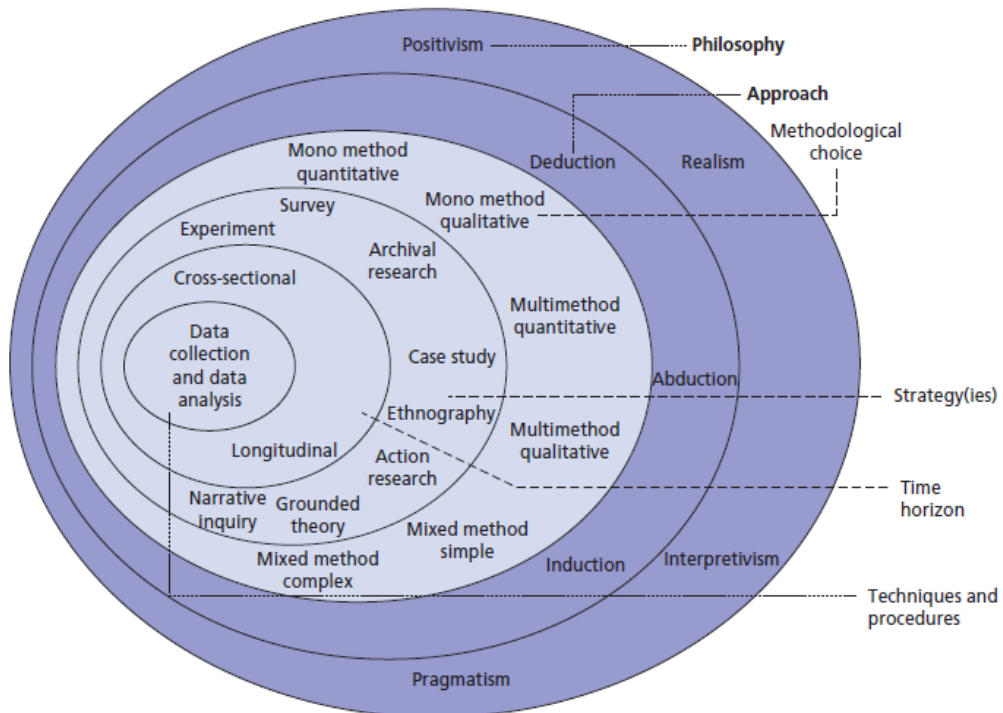 Positivism
Philosophy
Approach
Methodological
choice
Mono method
quantitative
Deduction
Realism
Mono method
qualitative
Survey
Experiment
Archival
research
Cross-sectional
Multimethod
quantitative
Data
collection
and data
analysis
Case study
Abduction
Strategy(ies)
Ethnography
Multimethod
qualitative
Longitudinal
Action
research
Time
horizon
Narrative
inquiry
Grounded
theory
Mixed method
simple
Mixed method
complex
Induction
Interpretivism
Techniques and
procedures
Pragmatism